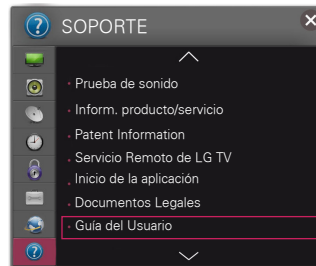 SOPORTE
Prueba de sonido
Inform. producto/servicio
Patent Information
Servicio Remoto de LG TV
Inicio de la aplicación
Documentos Legales
Guía del Usuario